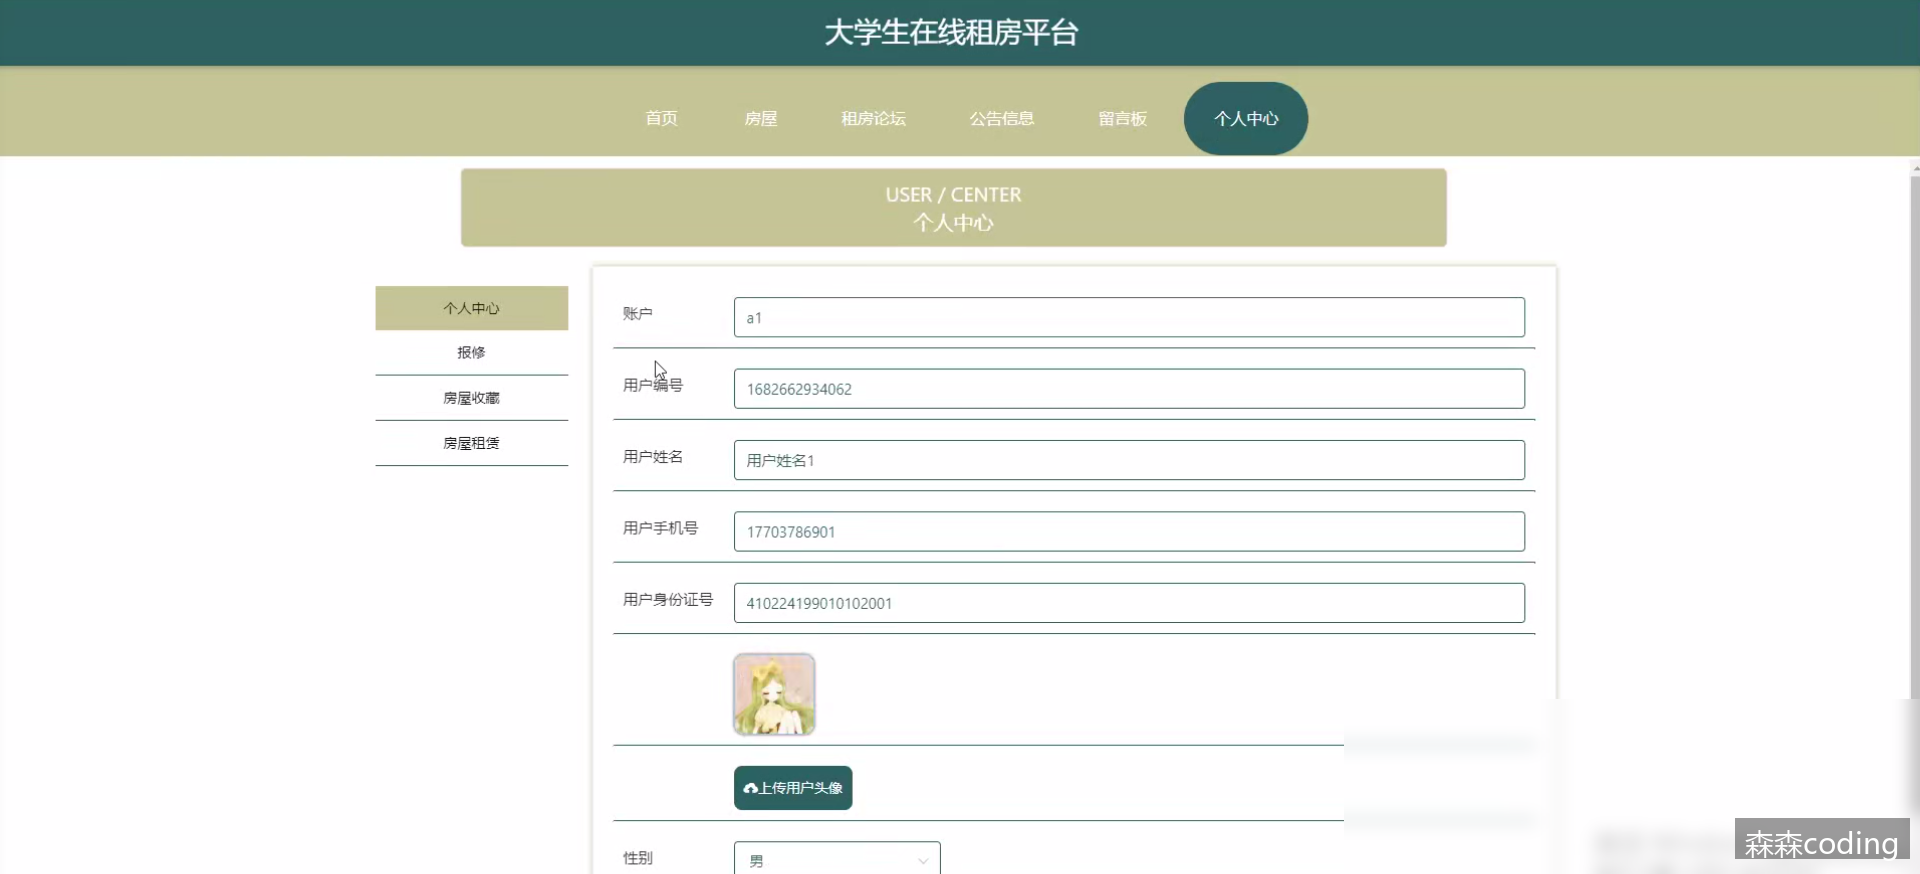 大学生在线租房平台
首页 房屋 租房论坛 公告信息 留言板 个人中心
USER / CENTER
个人中心
个人中心
报修
房屋收藏
房屋租赁
账户 a1
用户编号 1682662934062
用户姓名 用户姓名1
用户手机号 17703786901
用户身份证号 410224199010102001
上传用户头像
性别 男
森森coding